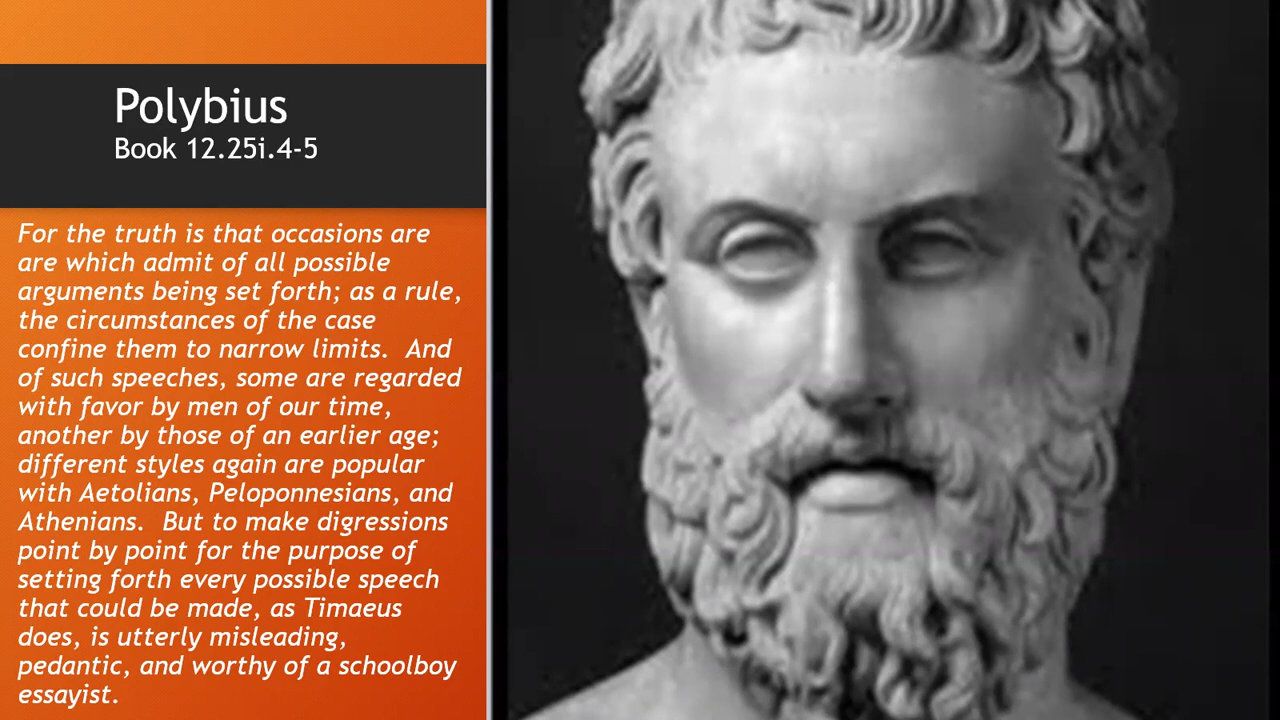 Polybius
Book 12.25i.4-5
For the truth is that occasions are
are which admit of all possible
arguments being set forth; as a rule,
the circumstances of the case
confine them to narrow limits.  And
of such speeches, some are regarded
with favor by men of our time,
another by those of an earlier age;
different styles again are popular
with Aetolians, Peloponnesians, and
Athenians.  But to make digressions
point by point for the purpose of
setting forth every possible speech
that could be made, as Timaeus
does, is utterly misleading,
pedantic, and worthy of a schoolboy
essayist.